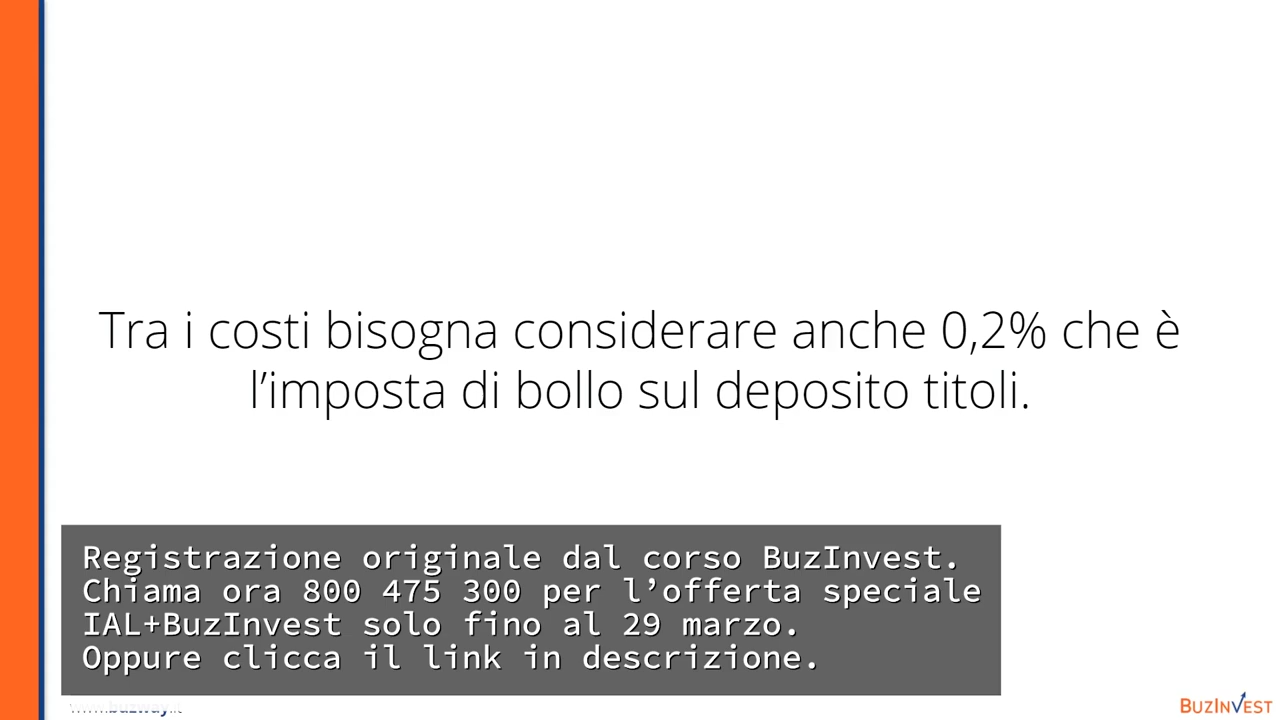 Tra i costi bisogna considerare anche 0,2% che è
l’imposta di bollo sul deposito titoli.
Registrazione originale dal corso BuzInvest.
Chiama ora 800 475 300 per l’offerta speciale
IAL+BuzInvest solo fino al 29 marzo.
Oppure clicca il link in descrizione.
BUZINVEST